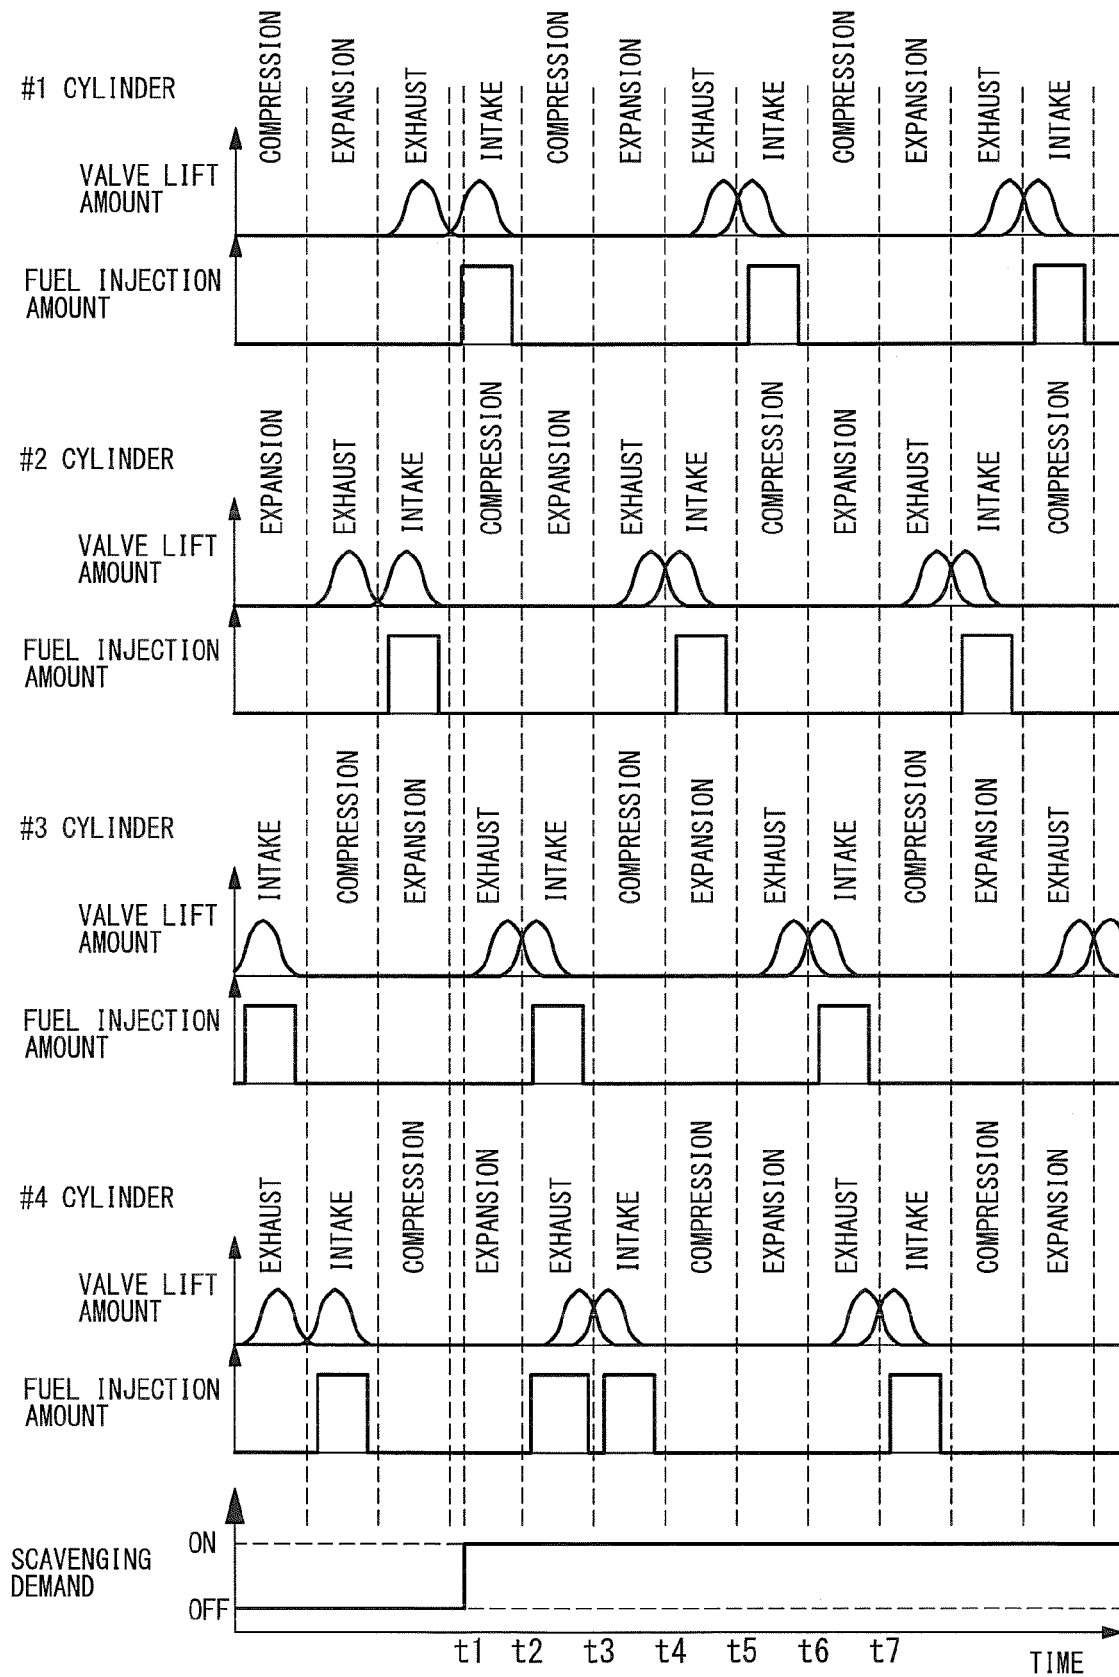 #1 CYLINDER
COMPRESSION
EXPANSION
EXHAUST
INTAKE
COMPRESSION
EXPANSION
EXHAUST
INTAKE
COMPRESSION
EXPANSION
EXHAUST
INTAKE
VALVE LIFT
AMOUNT
FUEL INJECTION
AMOUNT
#2 CYLINDER
EXPANSION
EXHAUST
INTAKE
COMPRESSION
EXPANSION
EXHAUST
INTAKE
COMPRESSION
EXPANSION
EXHAUST
INTAKE
COMPRESSION
VALVE LIFT
AMOUNT
FUEL INJECTION
AMOUNT
#3 CYLINDER
INTAKE
COMPRESSION
EXPANSION
EXHAUST
INTAKE
COMPRESSION
EXPANSION
EXHAUST
INTAKE
COMPRESSION
EXPANSION
EXHAUST
VALVE LIFT
AMOUNT
FUEL INJECTION
AMOUNT
#4 CYLINDER
EXHAUST
INTAKE
COMPRESSION
EXPANSION
EXHAUST
INTAKE
COMPRESSION
EXPANSION
EXHAUST
INTAKE
COMPRESSION
EXPANSION
VALVE LIFT
AMOUNT
FUEL INJECTION
AMOUNT
SCAVENGING
DEMAND
ON
OFF
t1 t2 t3 t4 t5 t6 t7
TIME